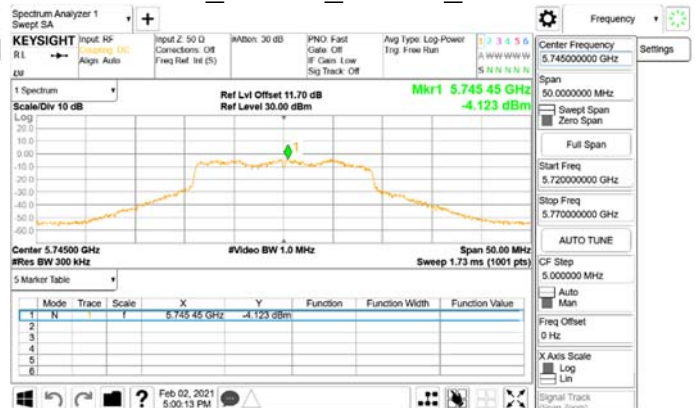 Spectrum Analyzer 1
Swept SA
+
Frequency
KEYSIGHT
RL
Input: RF
Coupling: DC
Align: Auto
Input Z: 50 Ω
Corrections: Off
Freq Ref: Int (S)
#Atten: 30 dB
PNO: Fast
Gate: Off
IF Gain: Low
Sig Track: Off
Avg Type: Log-Power
Trig: Free Run
1 2 3 4 5 6
A W W W W W
S N N N N N
Center Frequency
5.745000000 GHz
Settings
Span
50.0000000 MHz
Swept Span
Zero Span
Full Span
Start Freq
5.720000000 GHz
Stop Freq
5.770000000 GHz
AUTO TUNE
CF Step
5.000000 MHz
Auto
Man
Freq Offset
0 Hz
X Axis Scale
Log
Lin
Signal Track
1 Spectrum
Scale/Div 10 dB
Ref Lvl Offset 11.70 dB
Ref Level 30.00 dBm
Mkr1 5.745 45 GHz
-4.123 dBm
Log
20.0
10.0
0.00
-10.0
-20.0
-30.0
-40.0
-50.0
-60.0
1
Center 5.74500 GHz
#Res BW 300 kHz
#Video BW 1.0 MHz
Span 50.00 MHz
Sweep 1.73 ms (1001 pts)
5 Marker Table
Mode Trace Scale X Y Function Function Width Function Value
1 N 1 f 5.745 45 GHz -4.123 dBm
2
3
4
5
6
?
Feb 02, 2021
5:00:13 PM